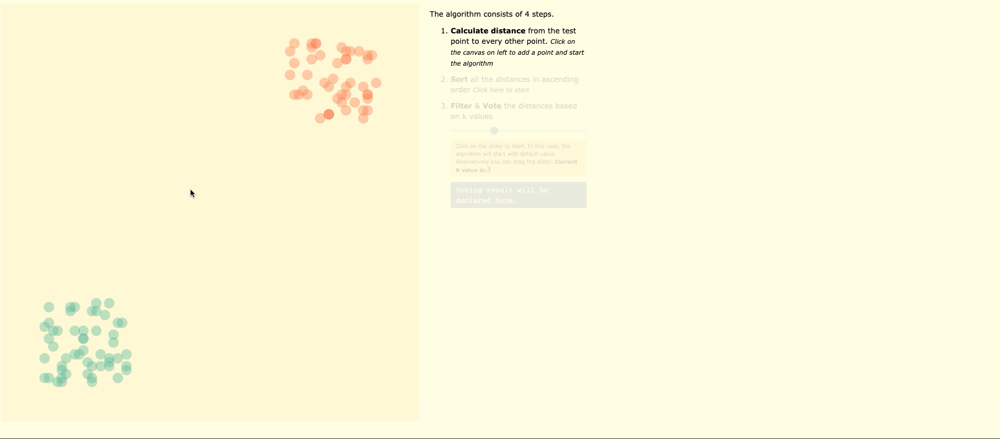 The algorithm consists of 4 steps.
1. Calculate distance from the test
point to every other point. Click on
the canvas on left to add a point and start
the algorithm
2. Sort all the distances in ascending
order Click here to start
3. Filter & Vote the distances based
on k values
Click on the slider to start. In this case, the
algorithm will start with default value.
Alternatively you can drag the slider. Current
K value is:3
Voting result will be
declared here.